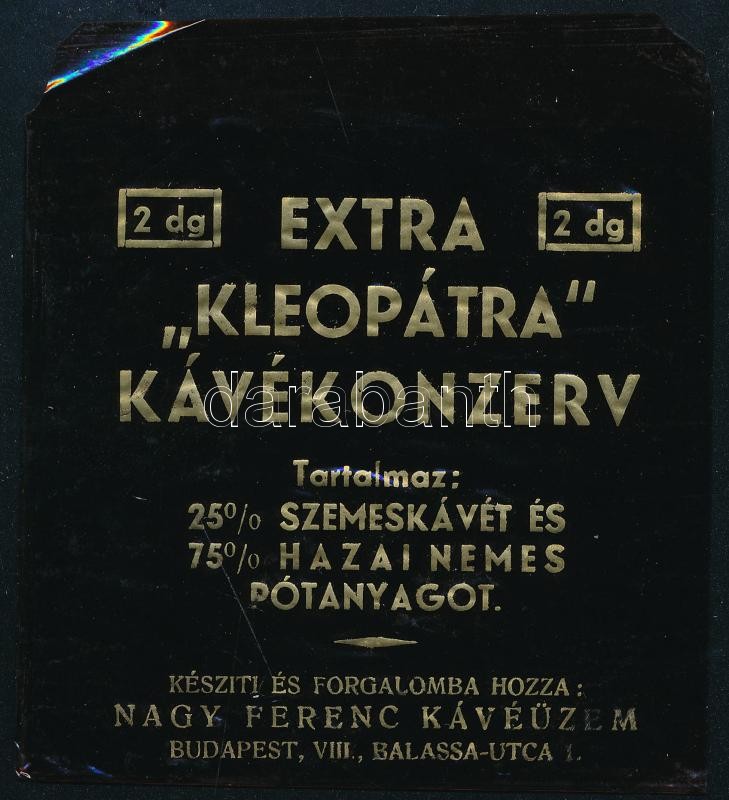 2 dg EXTRA 2 dg
„KLEOPÁTRA"
KÁVÉKONZERV
darabanth
Tartalmaz:
25% SZEMESKÁVÉT ÉS
75% HAZAI NEMES
PÓTANYAGOT.
KÉSZITI ÉS FORGALOMBA HOZZA:
NAGY FERENC KÁVÉÜZEM
BUDAPEST, VIII., BALASSA-UTCA 1.